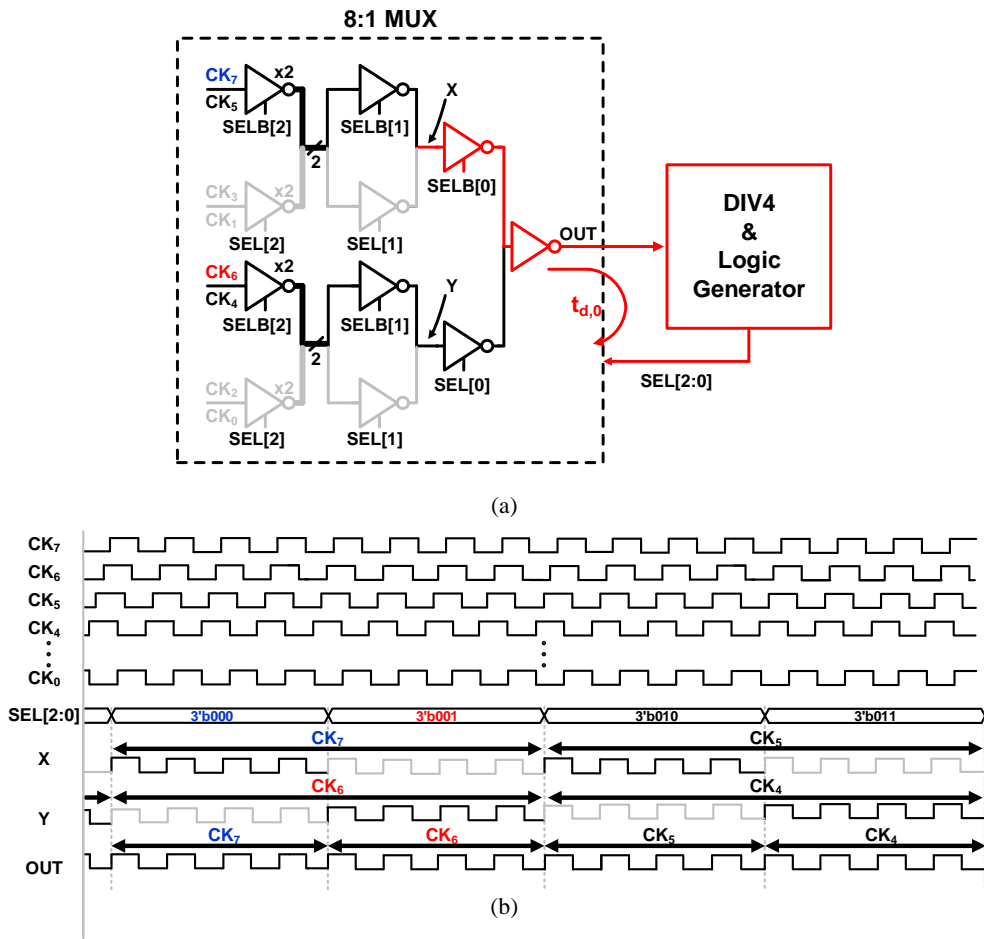 8:1 MUX
CK7
CK5
x2
SELB[2]
2
SELB[1]
X
SELB[0]
CK3
CK1
x2
SEL[2]
SEL[1]
OUT
DIV4
&
Logic
Generator
td,0
SEL[2:0]
CK6
CK4
x2
SELB[2]
2
SELB[1]
Y
SEL[0]
CK2
CK0
x2
SEL[2]
SEL[1]
(a)
CK7
CK6
CK5
CK4
CK0
SEL[2:0] 3'b000 3'b001 3'b010 3'b011
CK7 CK5
X
CK6 CK4
Y
CK7 CK6 CK5 CK4
OUT
(b)